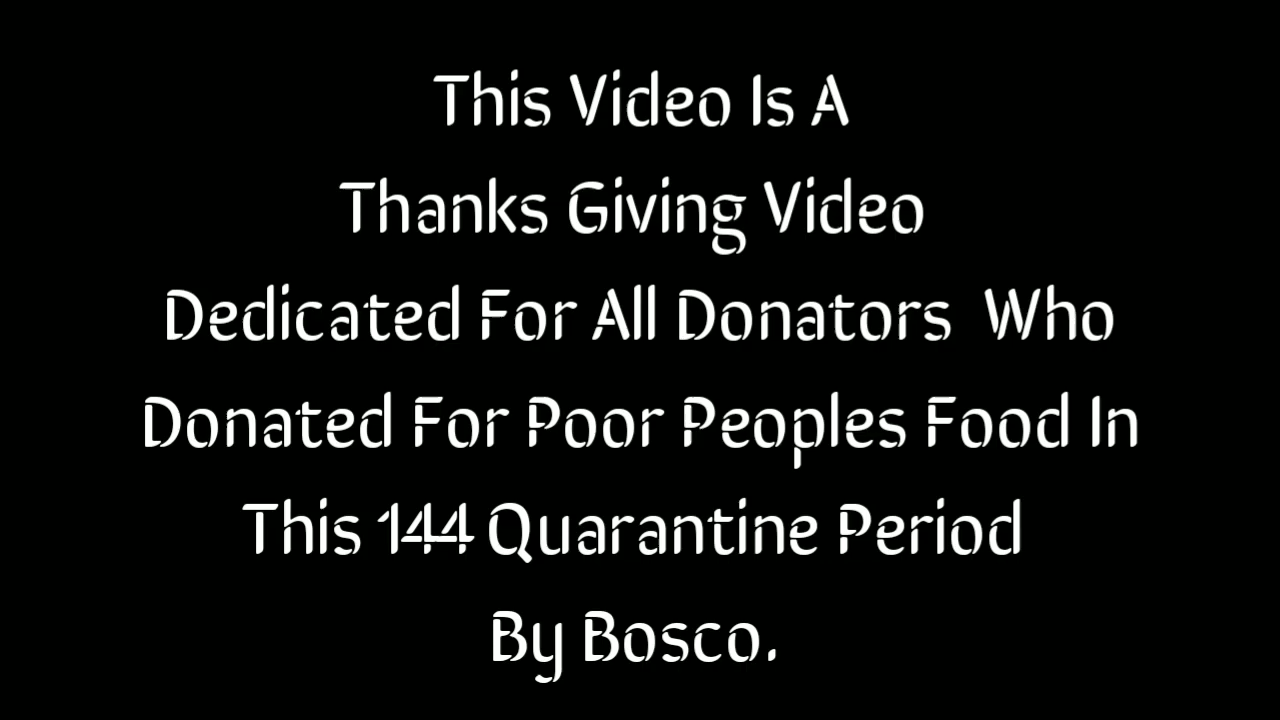 This Video Is A
Thanks Giving Video
Dedicated For All Donators Who
Donated For Poor Peoples Food In
This 144 Quarantine Period
By Bosco.